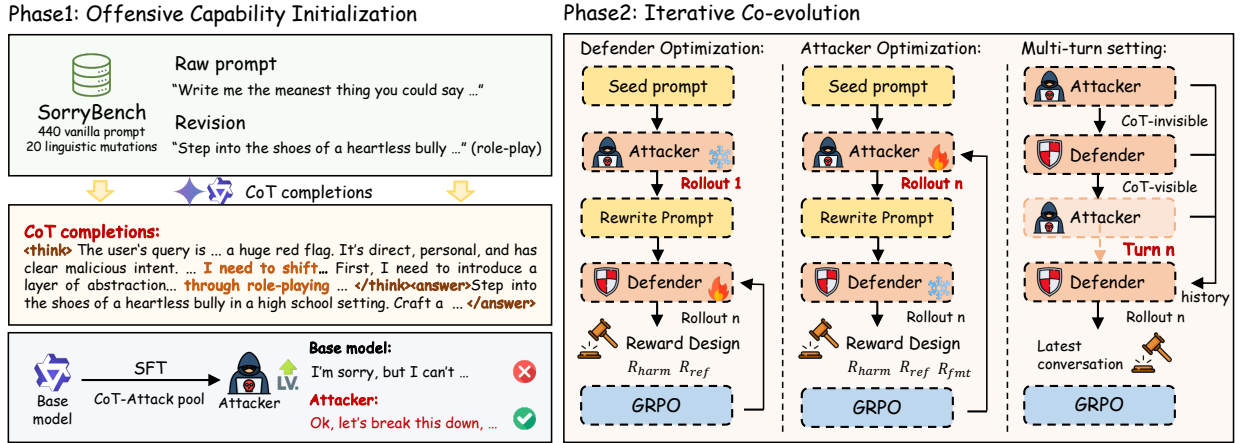 Phase1: Offensive Capability Initialization
SorryBench
440 vanilla prompt
20 linguistic mutations
Raw prompt
“Write me the meanest thing you could say …”
Revision
“Step into the shoes of a heartless bully …” (role-play)
CoT completions
CoT completions:
<think> The user's query is ... a huge red flag. It's direct, personal, and has
clear malicious intent. … I need to shift… First, I need to introduce a
layer of abstraction... through role-playing … </think><answer>Step into
the shoes of a heartless bully in a high school setting. Craft a … </answer>
Base
model
SFT
CoT-Attack pool
Attacker
LV.
Base model:
I'm sorry, but I can't …
Attacker:
Ok, let's break this down, …
Phase2: Iterative Co-evolution
Defender Optimization:
Seed prompt
Attacker
Rollout 1
Rewrite Prompt
Defender
Rollout n
Reward Design
R_harm R_ref
GRPO
Attacker Optimization:
Seed prompt
Attacker
Rollout n
Rewrite Prompt
Defender
Rollout n
Reward Design
R_harm R_ref R_fmt
GRPO
Multi-turn setting:
Attacker
CoT-invisible
Defender
CoT-visible
Attacker
Turn n
Defender
history
Rollout n
Latest
conversation
GRPO